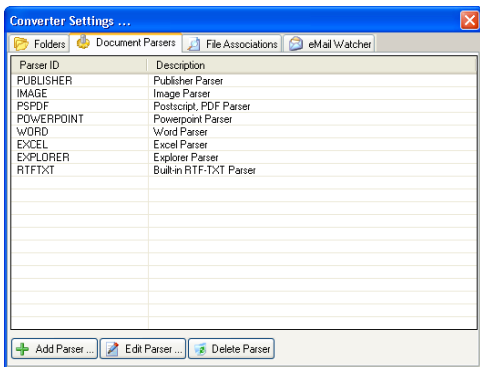 Converter Settings ...
Folders Document Parsers File Associations eMail Watcher
Parser ID Description
PUBLISHER Publisher Parser
IMAGE Image Parser
PSPDF Postscript, PDF Parser
POWERPOINT Powerpoint Parser
WORD Word Parser
EXCEL Excel Parser
EXPLORER Explorer Parser
RTFTXT Built-in RTF-TXT Parser
Add Parser ... Edit Parser ... Delete Parser